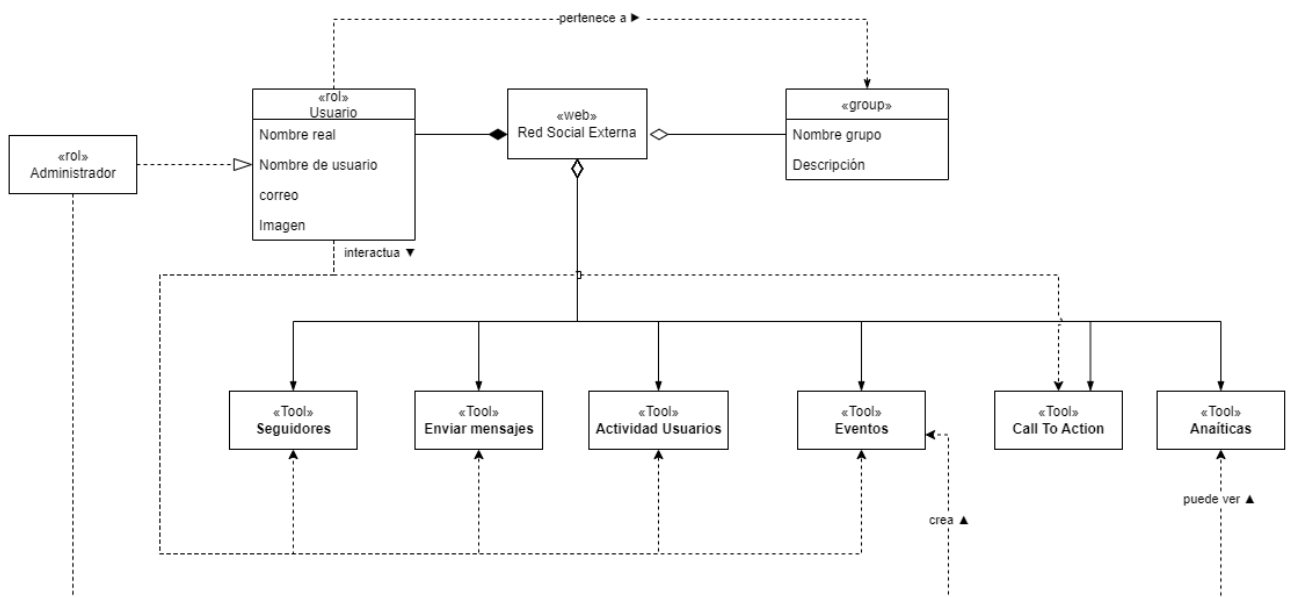 pertenece a ►
«rol»
Usuario
Nombre real
Nombre de usuario
correo
Imagen
«web»
Red Social Externa
«group»
Nombre grupo
Descripción
«rol»
Administrador
interactua ▼
«Tool»
Seguidores
«Tool»
Enviar mensajes
«Tool»
Actividad Usuarios
«Tool»
Eventos
«Tool»
Call To Action
«Tool»
Anaíticas
puede ver ▲
crea ▲